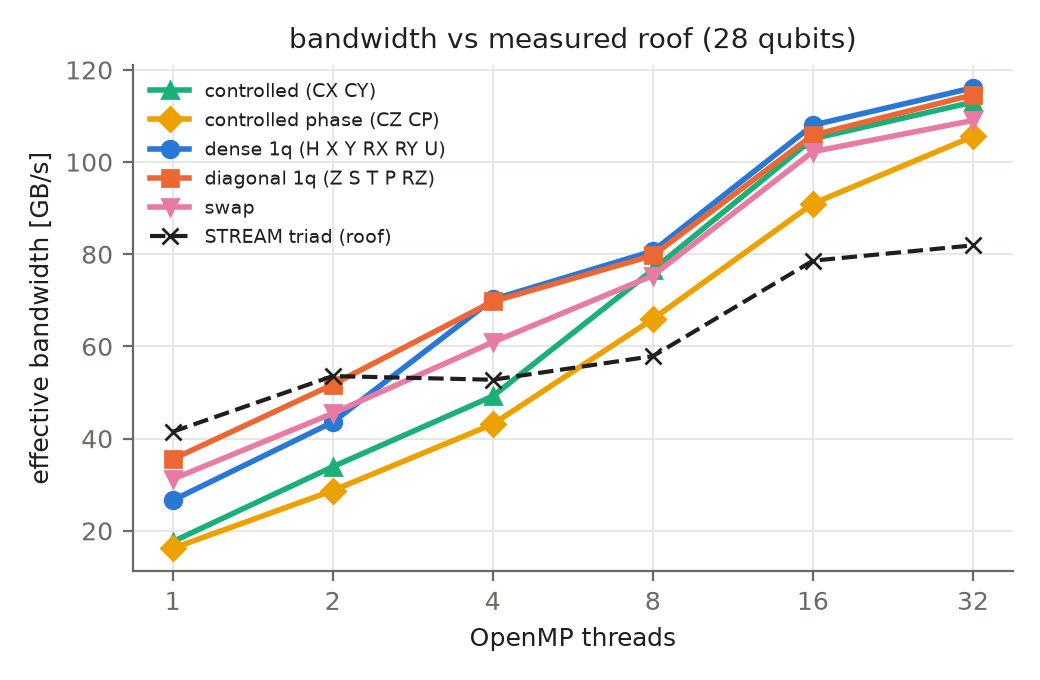 bandwidth vs measured roof (28 qubits)
controlled (CX CY)
controlled phase (CZ CP)
dense 1q (H X Y RX RY U)
diagonal 1q (Z S T P RZ)
swap
STREAM triad (roof)
effective bandwidth [GB/s]
120
100
80
60
40
20
1 2 4 8 16 32
OpenMP threads